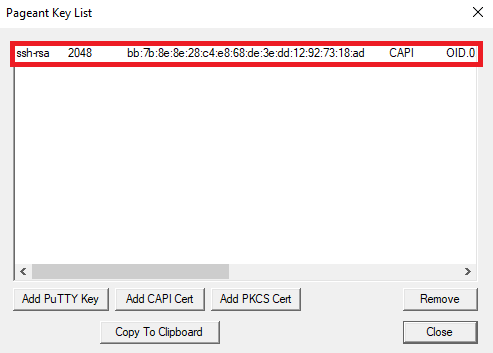 Pageant Key List
ssh-rsa 2048 bb:7b:8e:8e:28:c4:e8:68:de:3e:dd:12:92:73:18:ad CAPI OID.0
Add PuTTY Key Add CAPI Cert Add PKCS Cert Remove
Copy To Clipboard Close